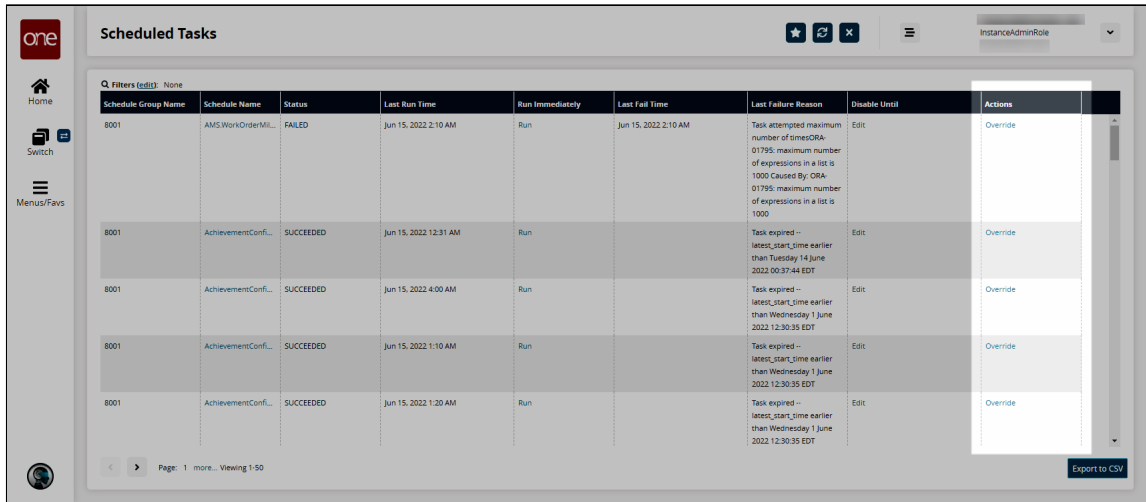 one
Scheduled Tasks
InstanceAdminRole
Home
Switch
Menus/Favs
Filters (edit): None
Schedule Group Name Schedule Name Status Last Run Time Run Immediately Last Fail Time Last Failure Reason Disable Until Actions
8001 AMS.WorkOrderMil... FAILED Jun 15, 2022 2:10 AM Run Jun 15, 2022 2:10 AM Task attempted maximum Edit Override
number of timesORA-
01795: maximum number
of expressions in a list is
1000 Caused By: ORA-
01795: maximum number
of expressions in a list is
1000
8001 AchievementConfi... SUCCEEDED Jun 15, 2022 12:31 AM Run Task expired -- Edit Override
latest_start_time earlier
than Tuesday 14 June
2022 00:37:44 EDT
8001 AchievementConfi... SUCCEEDED Jun 15, 2022 4:00 AM Run Task expired -- Edit Override
latest_start_time earlier
than Wednesday 1 June
2022 12:30:35 EDT
8001 AchievementConfi... SUCCEEDED Jun 15, 2022 1:10 AM Run Task expired -- Edit Override
latest_start_time earlier
than Wednesday 1 June
2022 12:30:35 EDT
8001 AchievementConfi... SUCCEEDED Jun 15, 2022 1:20 AM Run Task expired -- Edit Override
latest_start_time earlier
than Wednesday 1 June
2022 12:30:35 EDT
Page: 1 more... Viewing 1-50
Export to CSV